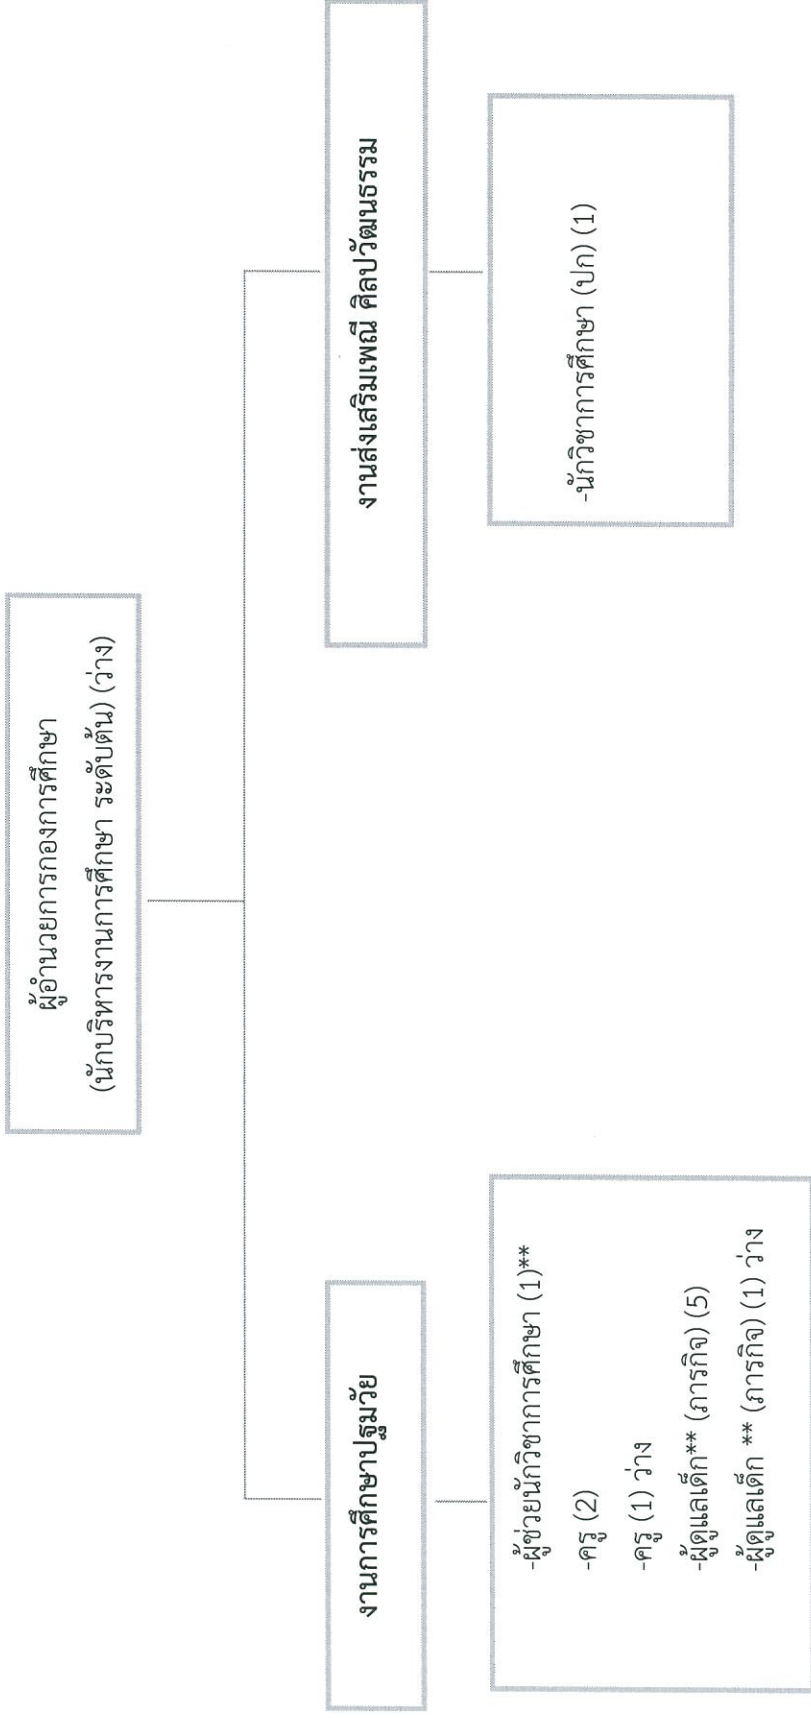 ผู้อำนวยการกองการศึกษา
(นักบริหารงานการศึกษา ระดับต้น) (ว่าง)
งานการศึกษาปฐมวัย
-ผู้ช่วยนักวิชาการศึกษา (1)**
-ครู (2)
-ครู (1) ว่าง
-ผู้ดูแลเด็ก** (ภารกิจ) (5)
-ผู้ดูแลเด็ก ** (ภารกิจ) (1) ว่าง
งานส่งเสริมเพณี ศิลปวัฒนธรรม
-นักวิชาการศึกษา (ปก) (1)